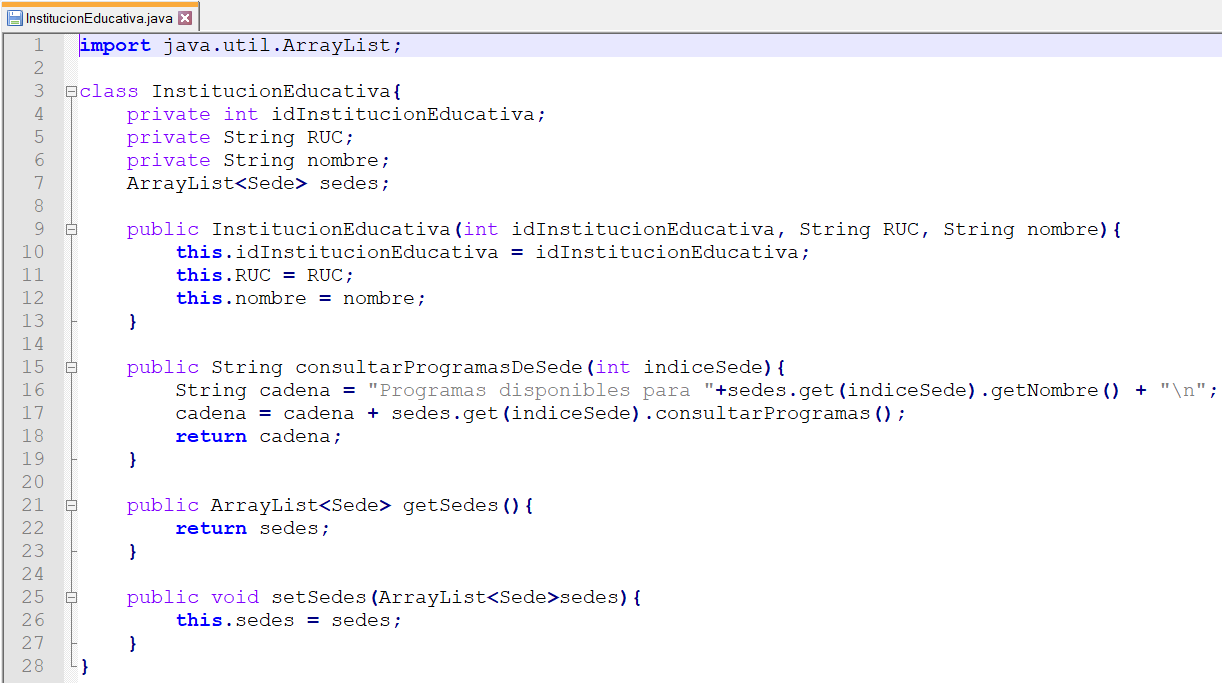 InstitucionEducativa.java
1 import java.util.ArrayList;
2
3 class InstitucionEducativa{
4     private int idInstitucionEducativa;
5     private String RUC;
6     private String nombre;
7     ArrayList<Sede> sedes;
8
9     public InstitucionEducativa(int idInstitucionEducativa, String RUC, String nombre){
10         this.idInstitucionEducativa = idInstitucionEducativa;
11         this.RUC = RUC;
12         this.nombre = nombre;
13     }
14
15     public String consultarProgramasDeSede(int indiceSede){
16         String cadena = "Programas disponibles para "+sedes.get(indiceSede).getNombre() + "\n";
17         cadena = cadena + sedes.get(indiceSede).consultarProgramas();
18         return cadena;
19     }
20
21     public ArrayList<Sede> getSedes(){
22         return sedes;
23     }
24
25     public void setSedes(ArrayList<Sede>sedes){
26         this.sedes = sedes;
27     }
28 }